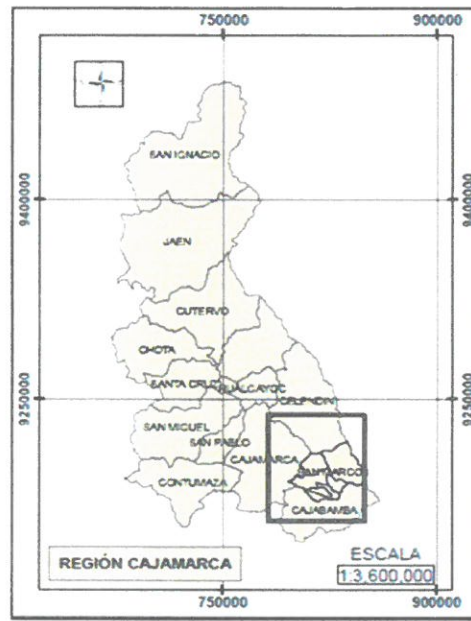 750000 900000
SAN IGNACIO
9400000 9400000
JAEN
CUTERVO
CHOTA
SANTA CRUZ HUALGAYOC
CELENDIN
9250000 9250000
SAN MIGUEL
SAN PABLO
CAJAMARCA
SAN MARCOS
CONTUMAZA
CAJABAMBA
REGIÓN CAJAMARCA
ESCALA
1:3,600,000
750000 900000